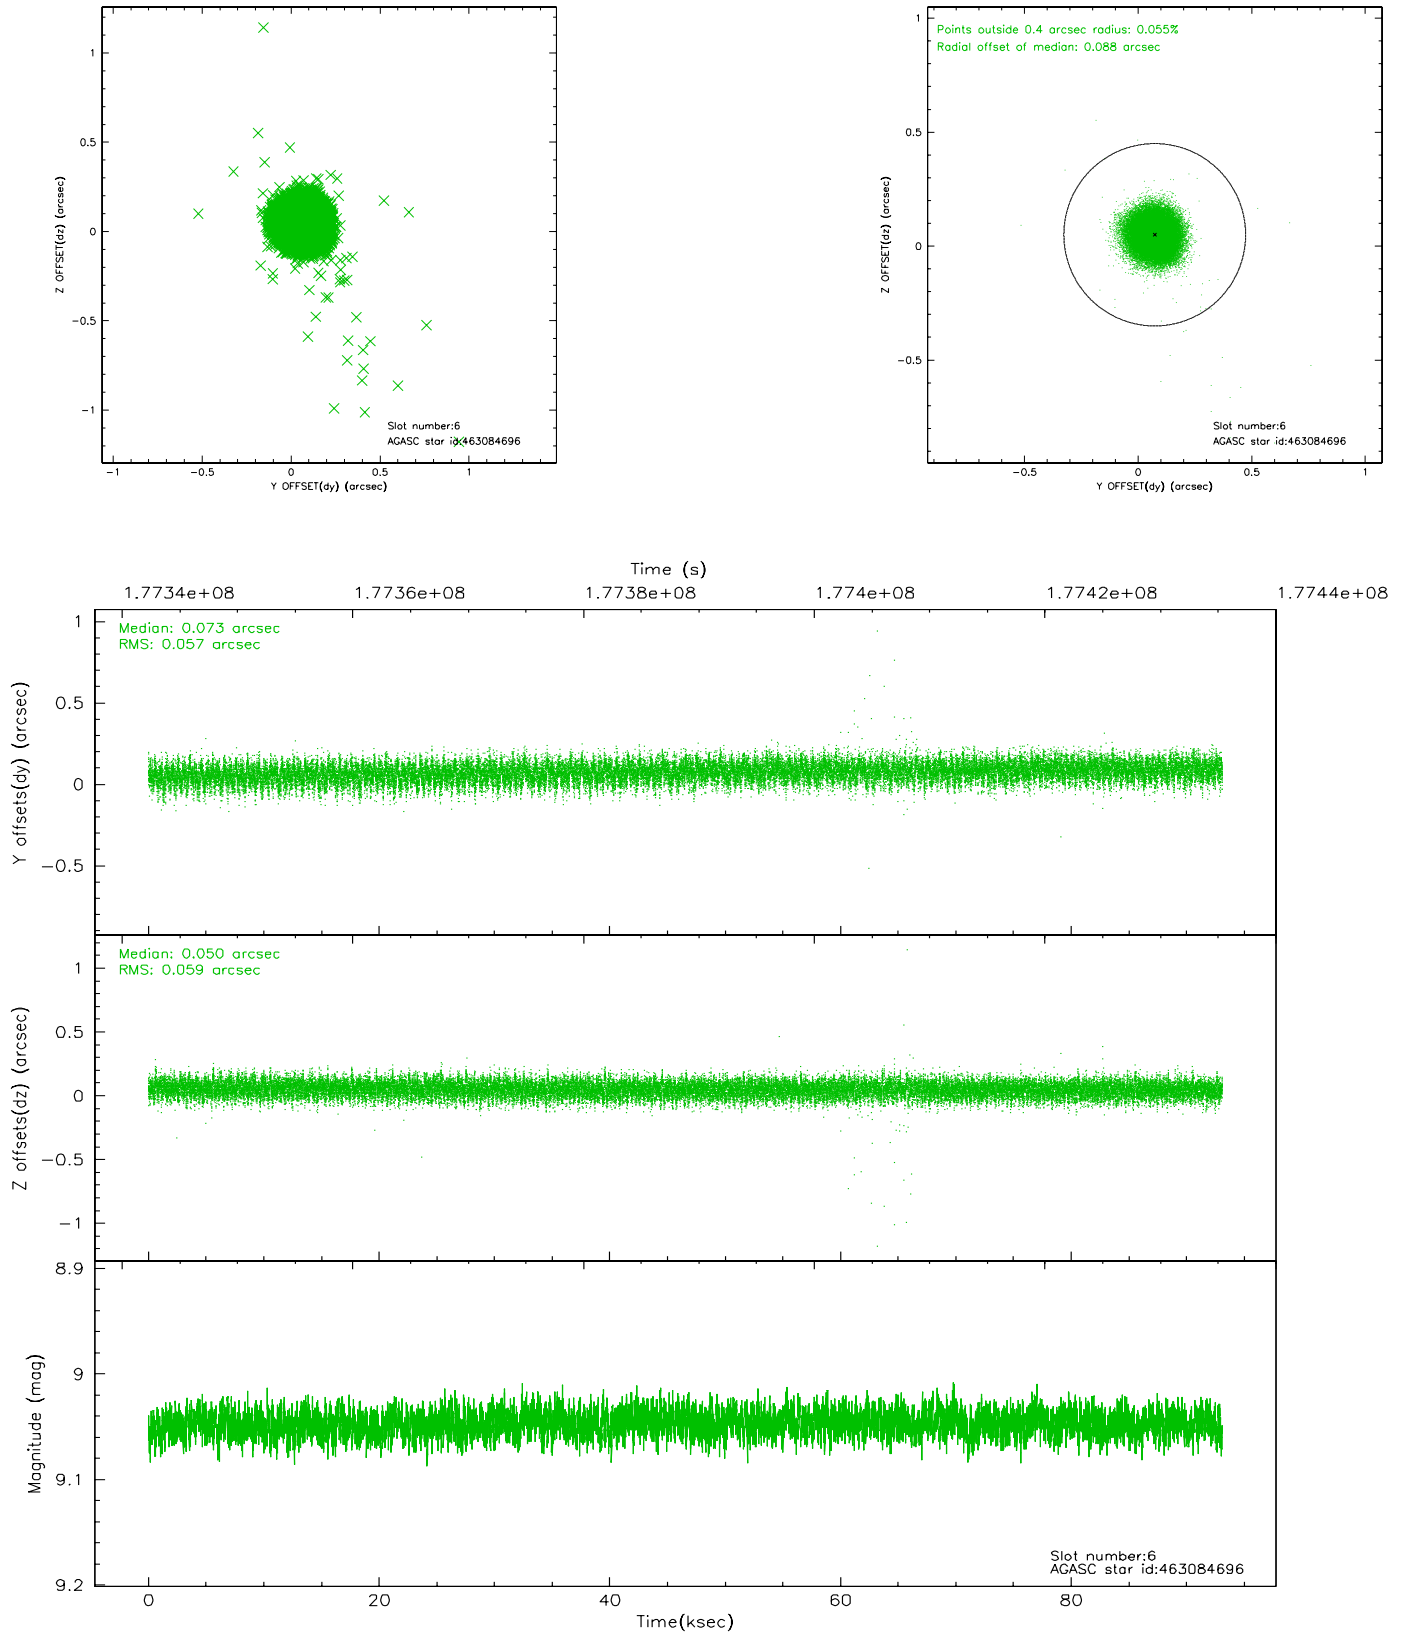 1
0.5
0
-0.5
-1
Z OFFSET(dz) (arcsec)
Slot number:6
AGASC star id:463084696
-1 -0.5 0 0.5 1
Y OFFSET(dy) (arcsec)
Points outside 0.4 arcsec radius: 0.055%
Radial offset of median: 0.088 arcsec
1
0.5
0
-0.5
Z OFFSET(dz) (arcsec)
Slot number:6
AGASC star id:463084696
-0.5 0 0.5 1
Y OFFSET(dy) (arcsec)
Time (s)
1.7734e+08 1.7736e+08 1.7738e+08 1.774e+08 1.7742e+08 1.7744e+08
Median: 0.073 arcsec
RMS: 0.057 arcsec
1
0.5
0
-0.5
Y offsets(dy) (arcsec)
Median: 0.050 arcsec
RMS: 0.059 arcsec
1
0.5
0
-0.5
-1
Z offsets(dz) (arcsec)
8.9
9
9.1
9.2
Magnitude (mag)
Slot number:6
AGASC star id:463084696
0 20 40 60 80
Time(ksec)